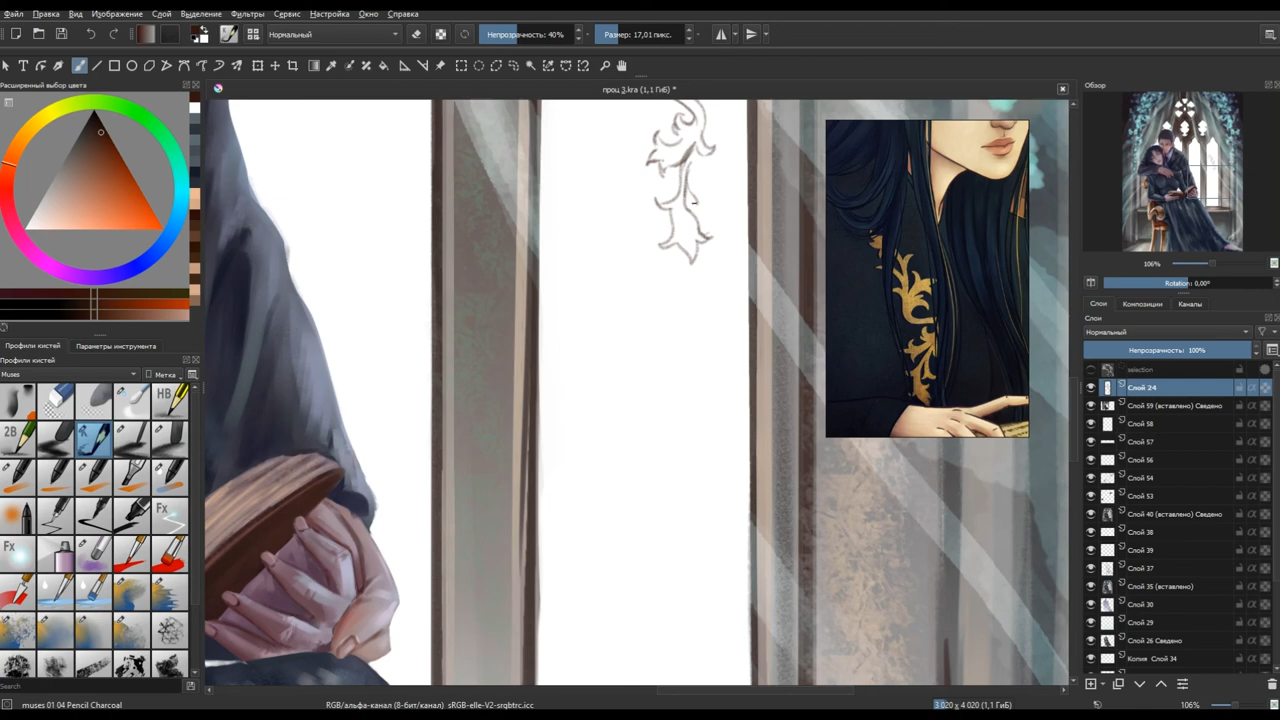 Файл Правка Вид Изображение Слой Выделение Фильтры Сервис Настройка Окно Справка
Нормальный Непрозрачность: 40% Размер: 17,01 пикс.
Расширенный выбор цвета
проц 3.kra (1,1 ГиБ) *
Обзор
106%
Rotation: 0,00°
Слои Композиции Каналы
Слои
Нормальный
Непрозрачность: 100%
selection
Слой 24
Слой 59 (вставлено) Сведено
Слой 58
Слой 57
Слой 56
Слой 54
Слой 53
Слой 40 (вставлено) Сведено
Слой 38
Слой 39
Слой 37
Слой 35 (вставлено)
Слой 30
Слой 29
Слой 26 Сведено
Копия Слой 34
Профили кистей Параметры инструмента
Профили кистей
Muses Метка
HB
2B
Fx
Fx
Search
muses 01 04 Pencil Charcoal RGB/альфа-канал (8-бит/канал) sRGB-elle-V2-srgbtrc.icc 3 020 x 4 020 (1,1 ГиБ) 106%